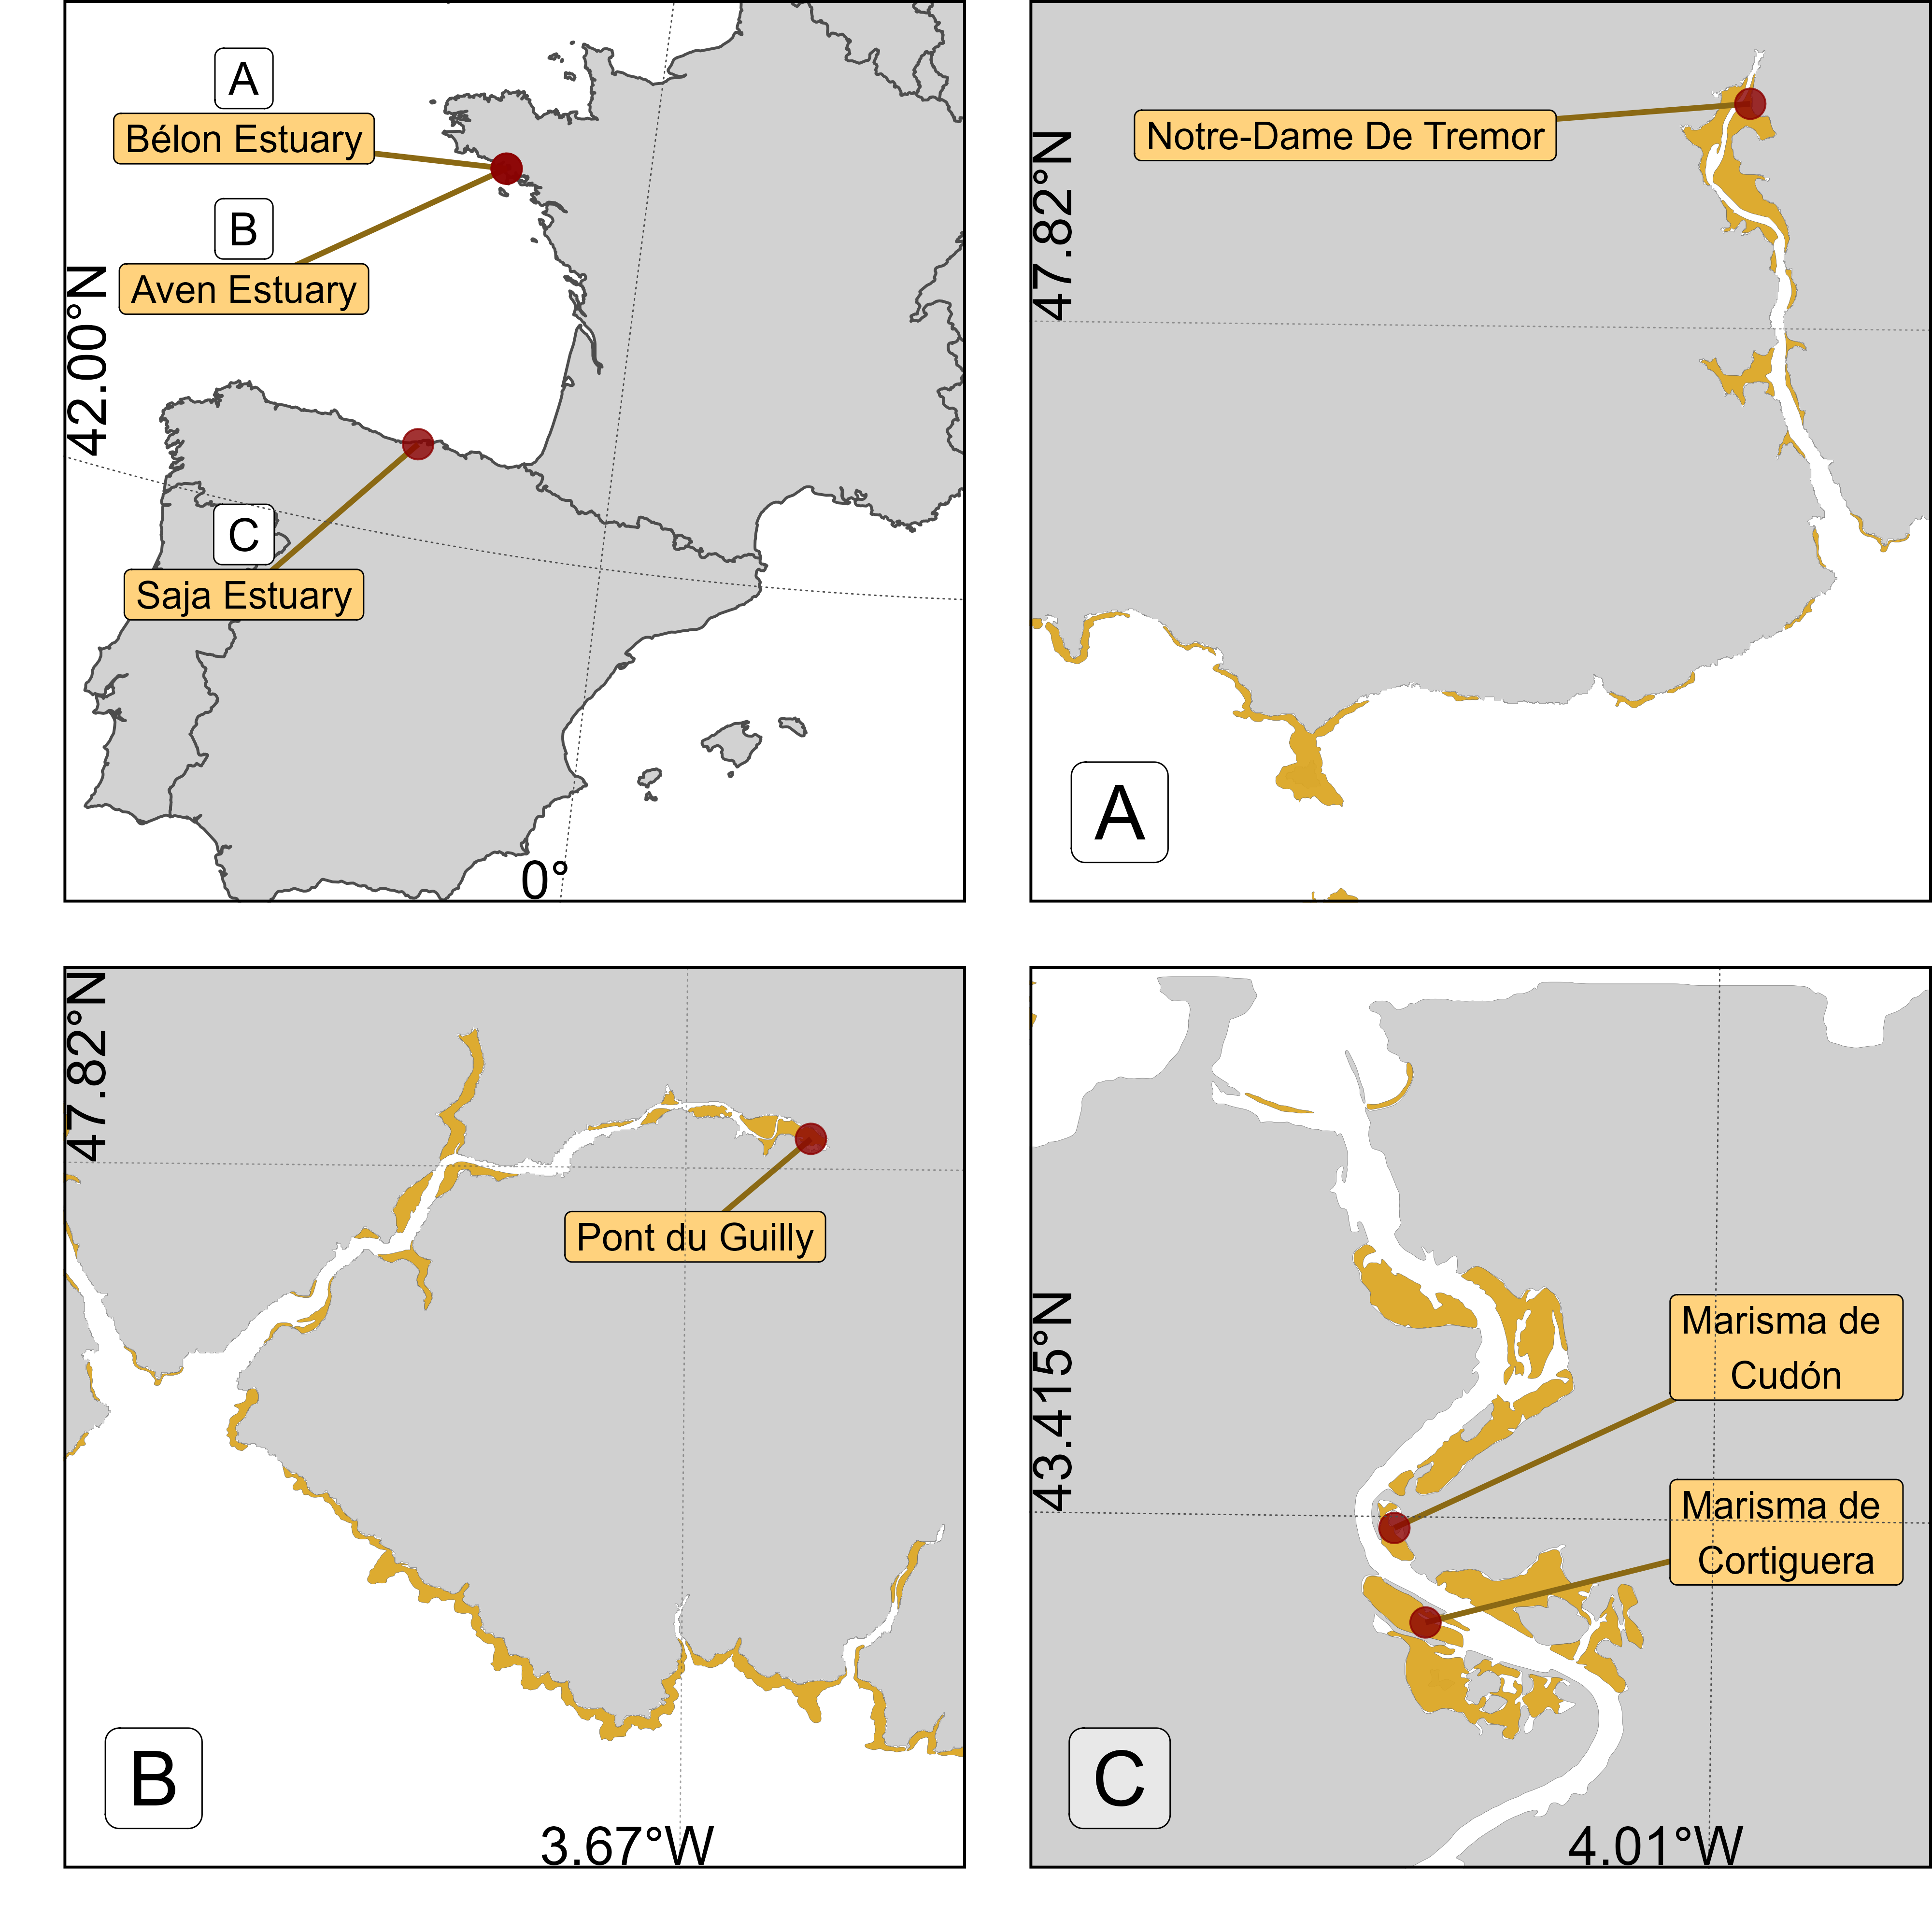 A
Bélon Estuary
B
Aven Estuary
42.00°N
C
Saja Estuary
0°
Notre-Dame De Tremor
47.82°N
A
47.82°N
Pont du Guilly
B
3.67°W
Marisma de
Cudón
43.415°N
Marisma de
Cortiguera
C
4.01°W